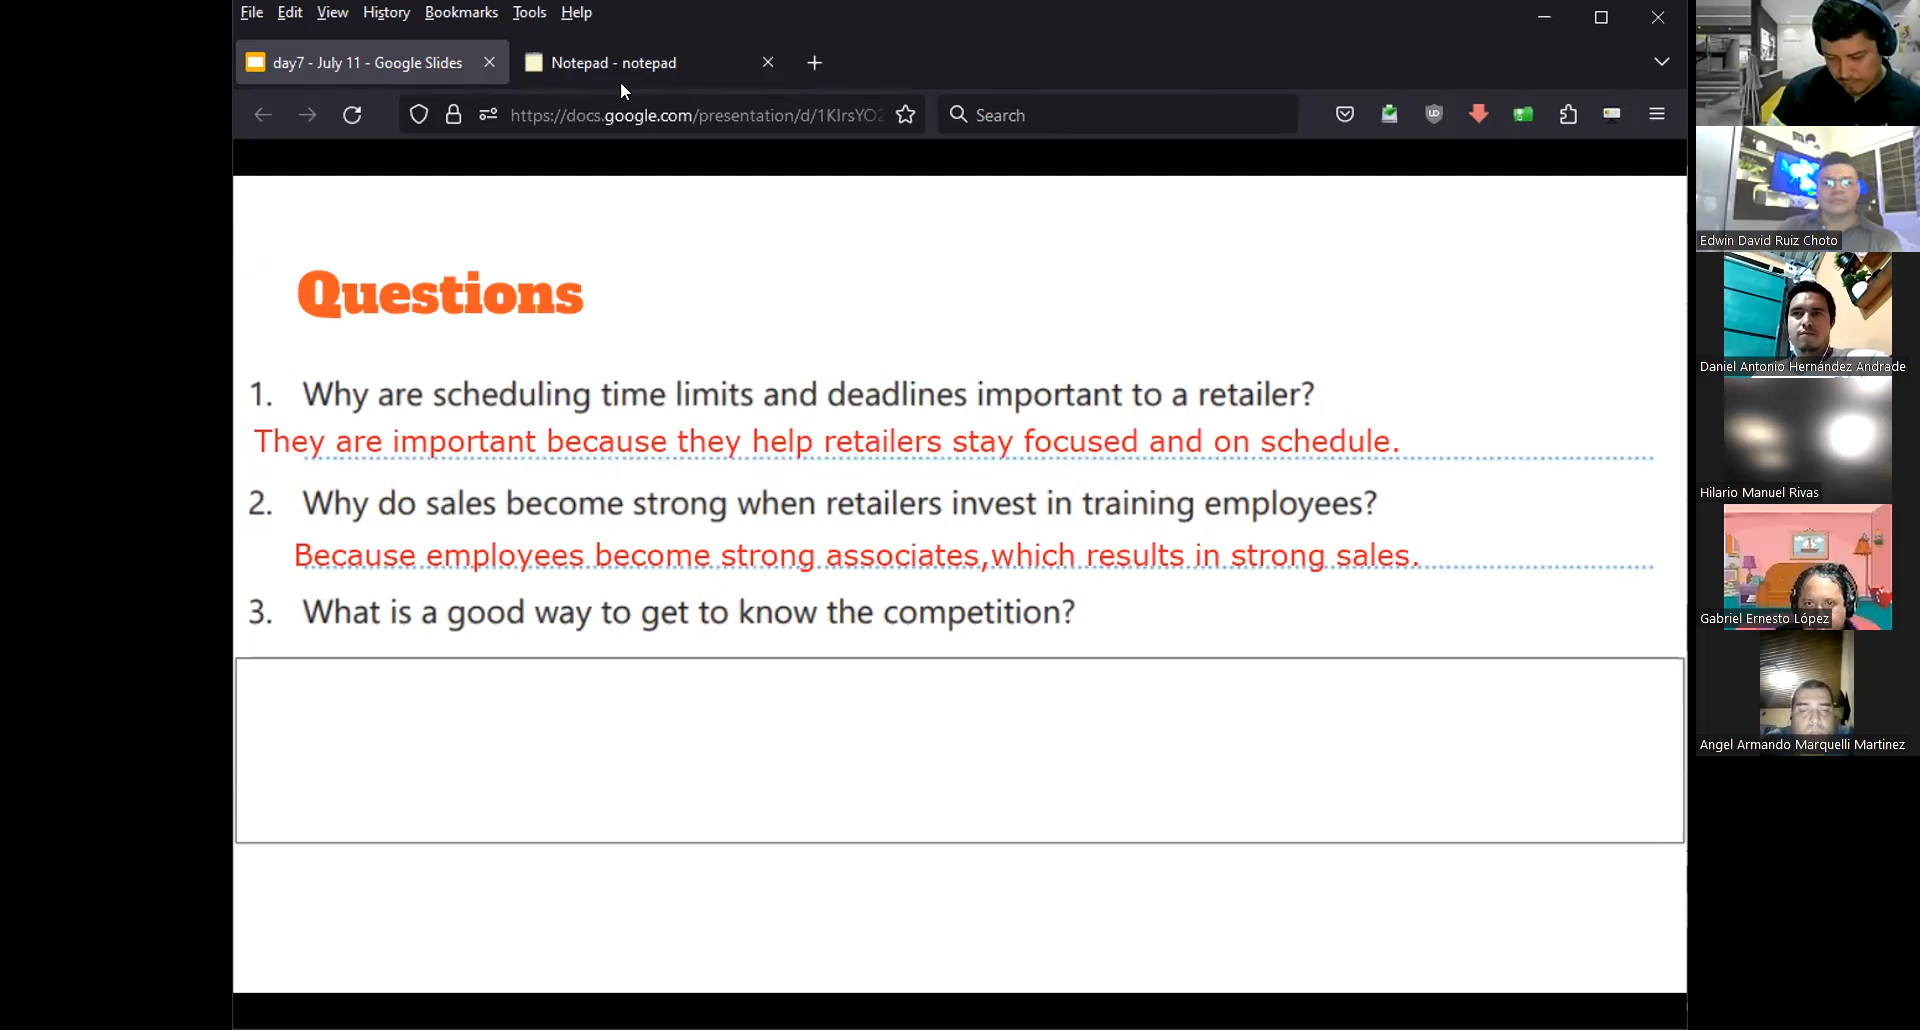 File Edit View History Bookmarks Tools Help
day7 - July 11 - Google Slides
Notepad - notepad
https://docs.google.com/presentation/d/1KIrsYO
Search
Questions
1. Why are scheduling time limits and deadlines important to a retailer?
They are important because they help retailers stay focused and on schedule.
2. Why do sales become strong when retailers invest in training employees?
Because employees become strong associates,which results in strong sales.
3. What is a good way to get to know the competition?
Edwin David Ruiz Choto
Daniel Antonio Hernández Andrade
Hilario Manuel Rivas
Gabriel Ernesto López
Angel Armando Marquelli Martinez